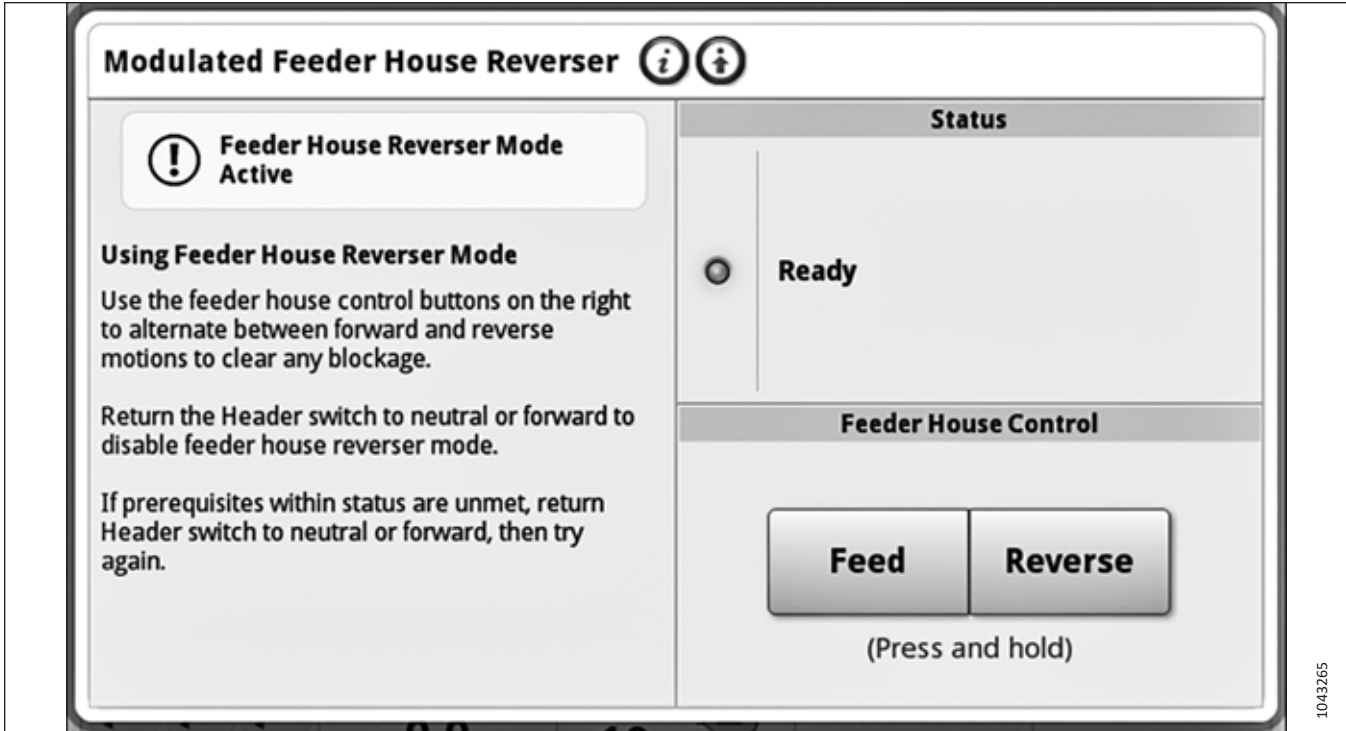 Modulated Feeder House Reverser
Feeder House Reverser Mode
Active
Using Feeder House Reverser Mode
Use the feeder house control buttons on the right
to alternate between forward and reverse
motions to clear any blockage.
Return the Header switch to neutral or forward to
disable feeder house reverser mode.
If prerequisites within status are unmet, return
Header switch to neutral or forward, then try
again.
Status
Ready
Feeder House Control
Feed
Reverse
(Press and hold)
1043265